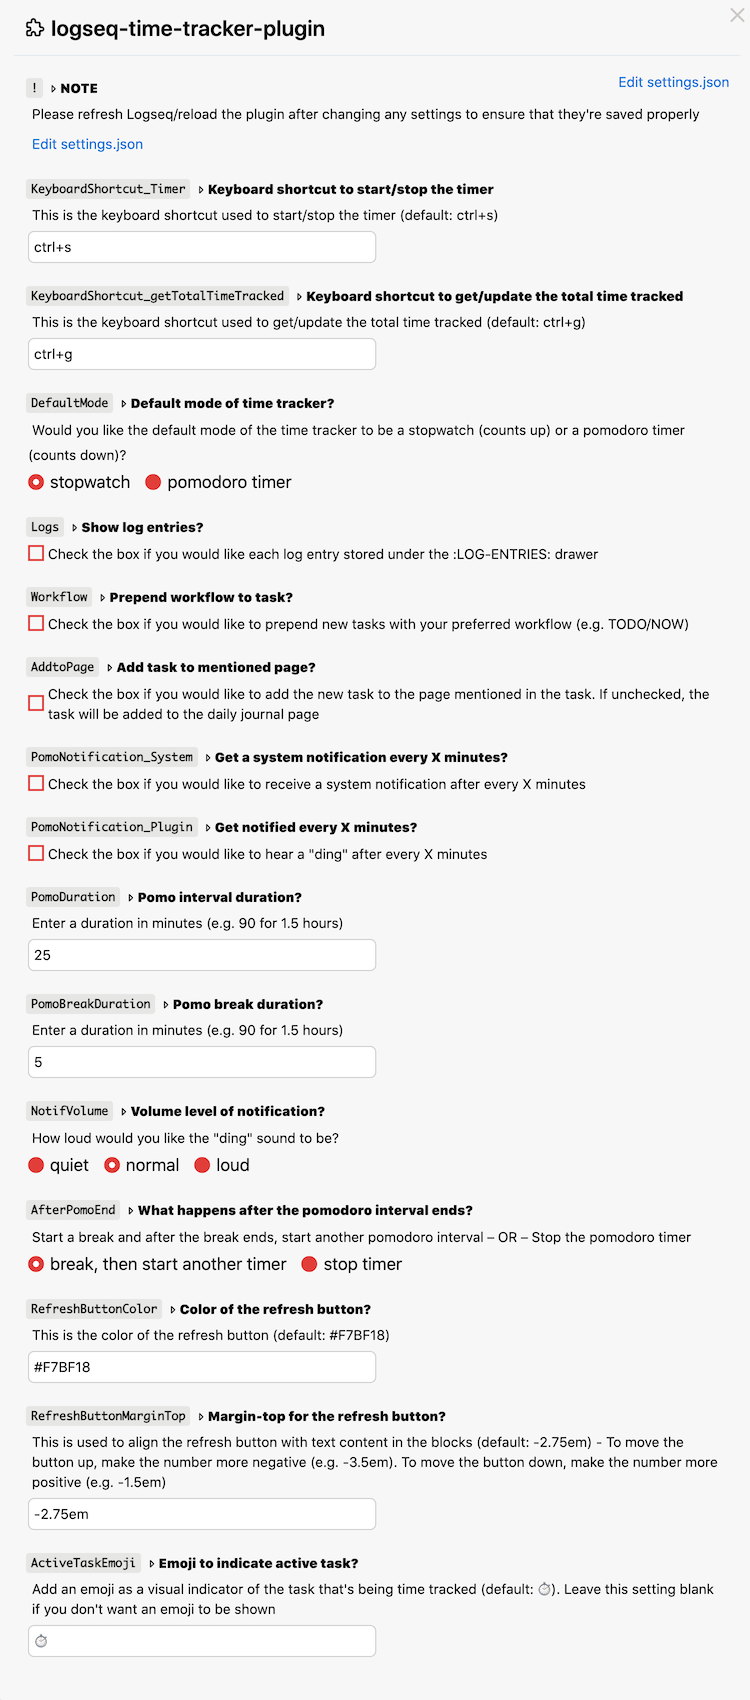 logseq-time-tracker-plugin
Edit settings.json
! ▹ NOTE
Please refresh Logseq/reload the plugin after changing any settings to ensure that they're saved properly
Edit settings.json
KeyboardShortcut_Timer ▹ Keyboard shortcut to start/stop the timer
This is the keyboard shortcut used to start/stop the timer (default: ctrl+s)
ctrl+s
KeyboardShortcut_getTotalTimeTracked ▹ Keyboard shortcut to get/update the total time tracked
This is the keyboard shortcut used to get/update the total time tracked (default: ctrl+g)
ctrl+g
DefaultMode ▹ Default mode of time tracker?
Would you like the default mode of the time tracker to be a stopwatch (counts up) or a pomodoro timer
(counts down)?
stopwatch pomodoro timer
Logs ▹ Show log entries?
Check the box if you would like each log entry stored under the :LOG-ENTRIES: drawer
Workflow ▹ Prepend workflow to task?
Check the box if you would like to prepend new tasks with your preferred workflow (e.g. TODO/NOW)
AddtoPage ▹ Add task to mentioned page?
Check the box if you would like to add the new task to the page mentioned in the task. If unchecked, the
task will be added to the daily journal page
PomoNotification_System ▹ Get a system notification every X minutes?
Check the box if you would like to receive a system notification after every X minutes
PomoNotification_Plugin ▹ Get notified every X minutes?
Check the box if you would like to hear a "ding" after every X minutes
PomoDuration ▹ Pomo interval duration?
Enter a duration in minutes (e.g. 90 for 1.5 hours)
25
PomoBreakDuration ▹ Pomo break duration?
Enter a duration in minutes (e.g. 90 for 1.5 hours)
5
NotifVolume ▹ Volume level of notification?
How loud would you like the "ding" sound to be?
quiet normal loud
AfterPomoEnd ▹ What happens after the pomodoro interval ends?
Start a break and after the break ends, start another pomodoro interval – OR – Stop the pomodoro timer
break, then start another timer stop timer
RefreshButtonColor ▹ Color of the refresh button?
This is the color of the refresh button (default: #F7BF18)
#F7BF18
RefreshButtonMarginTop ▹ Margin-top for the refresh button?
This is used to align the refresh button with text content in the blocks (default: -2.75em) - To move the
button up, make the number more negative (e.g. -3.5em). To move the button down, make the number more
positive (e.g. -1.5em)
-2.75em
ActiveTaskEmoji ▹ Emoji to indicate active task?
Add an emoji as a visual indicator of the task that's being time tracked (default: ⏱). Leave this setting blank
if you don't want an emoji to be shown
⏱